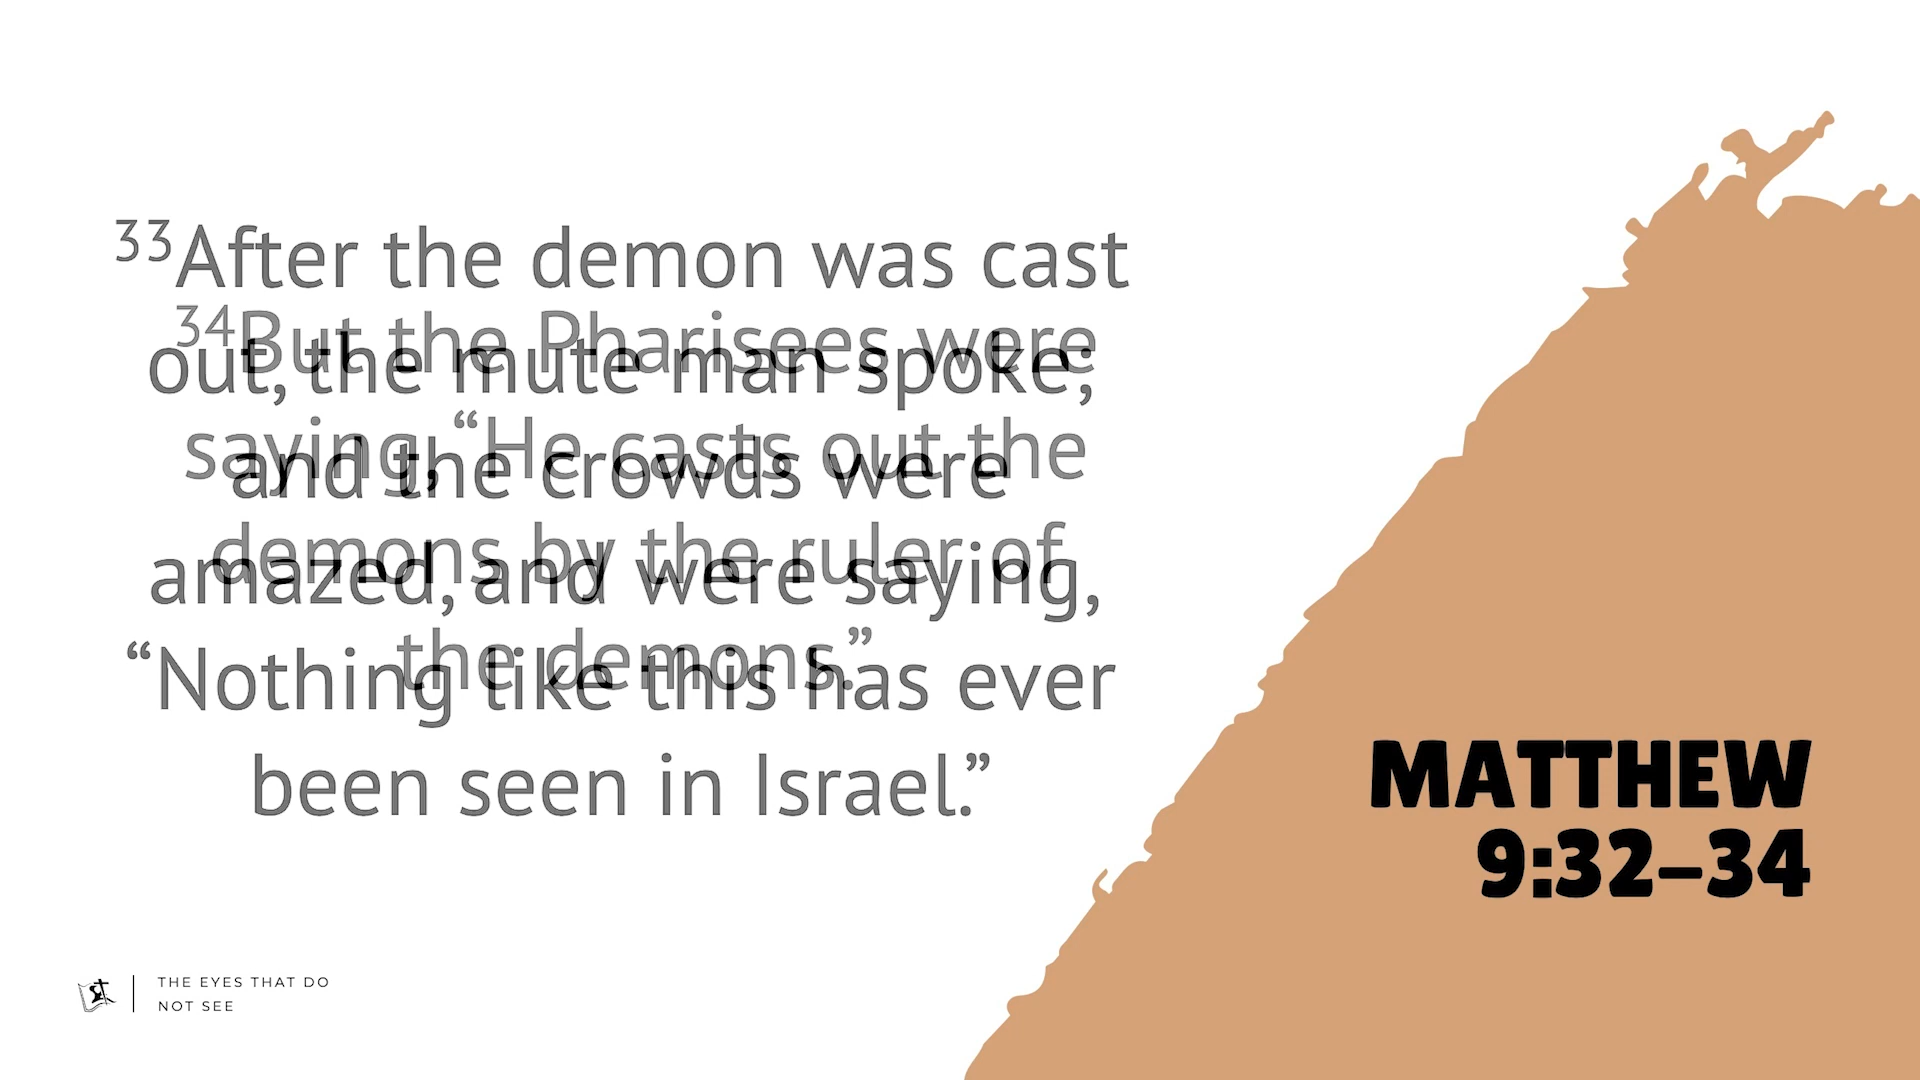 ³³After the demon was cast
out, the mute man spoke;
and the crowds were
amazed, and were saying,
“Nothing like this has ever
been seen in Israel.”
³⁴But the Pharisees were
saying, “He casts out the
demons by the ruler of
the demons.”
MATTHEW
9:32–34
THE EYES THAT DO
NOT SEE